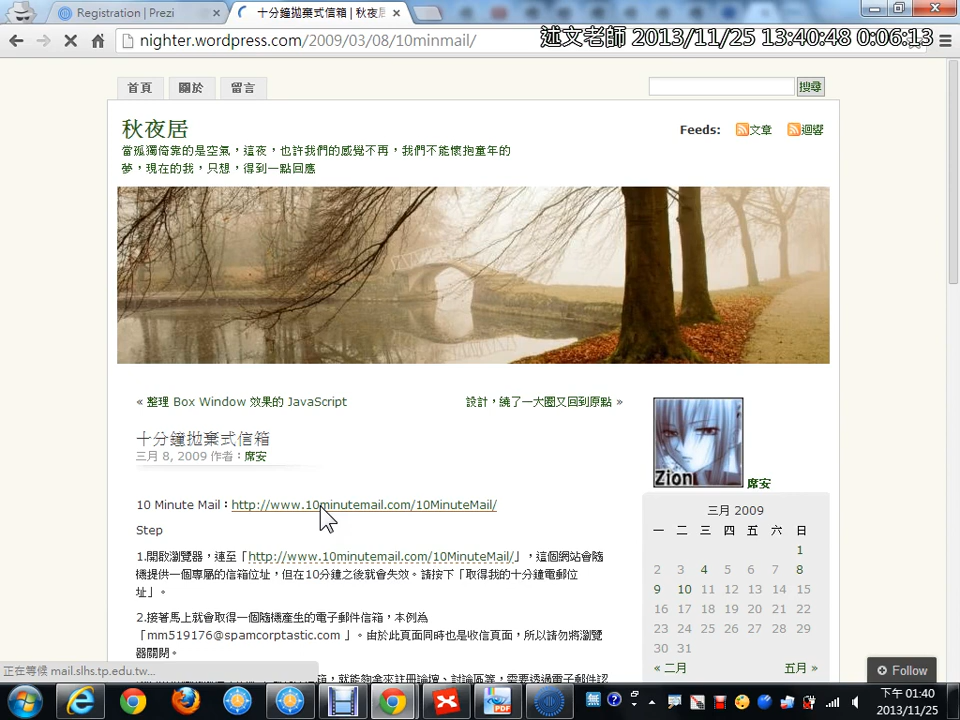 Registration | Prezi
十分鐘拋棄式信箱 | 秋夜居
nighter.wordpress.com/2009/03/08/10minmail/
述文老師 2013/11/25 13:40:48 0:06:13
首頁 關於 留言
搜尋
秋夜居
Feeds: 文章 迴響
當孤獨倚靠的是空氣，這夜，也許我們的感覺不再，我們不能懷抱童年的
夢，現在的我，只想，得到一點回應
« 整理 Box Window 效果的 JavaScript
設計，繞了一大圈又回到原點 »
十分鐘拋棄式信箱
三月 8, 2009 作者：席安
Zion
席安
10 Minute Mail：http://www.10minutemail.com/10MinuteMail/
Step
1.開啟瀏覽器，連至「http://www.10minutemail.com/10MinuteMail/」，這個網站會隨
機提供一個專屬的信箱位址，但在10分鐘之後就會失效。請按下「取得我的十分鐘電郵位
址」。
2.接著馬上就會取得一個隨機產生的電子郵件信箱，本例為
「mm519176@spamcorptastic.com 」。由於此頁面同時也是收信頁面，所以請勿將瀏覽
器關閉。
三月 2009
一 二 三 四 五 六 日
1
2 3 4 5 6 7 8
9 10 11 12 13 14 15
16 17 18 19 20 21 22
23 24 25 26 27 28 29
30 31
« 二月 五月 »
Follow
正在等候 mail.slhs.tp.edu.tw...
下午 01:40
2013/11/25